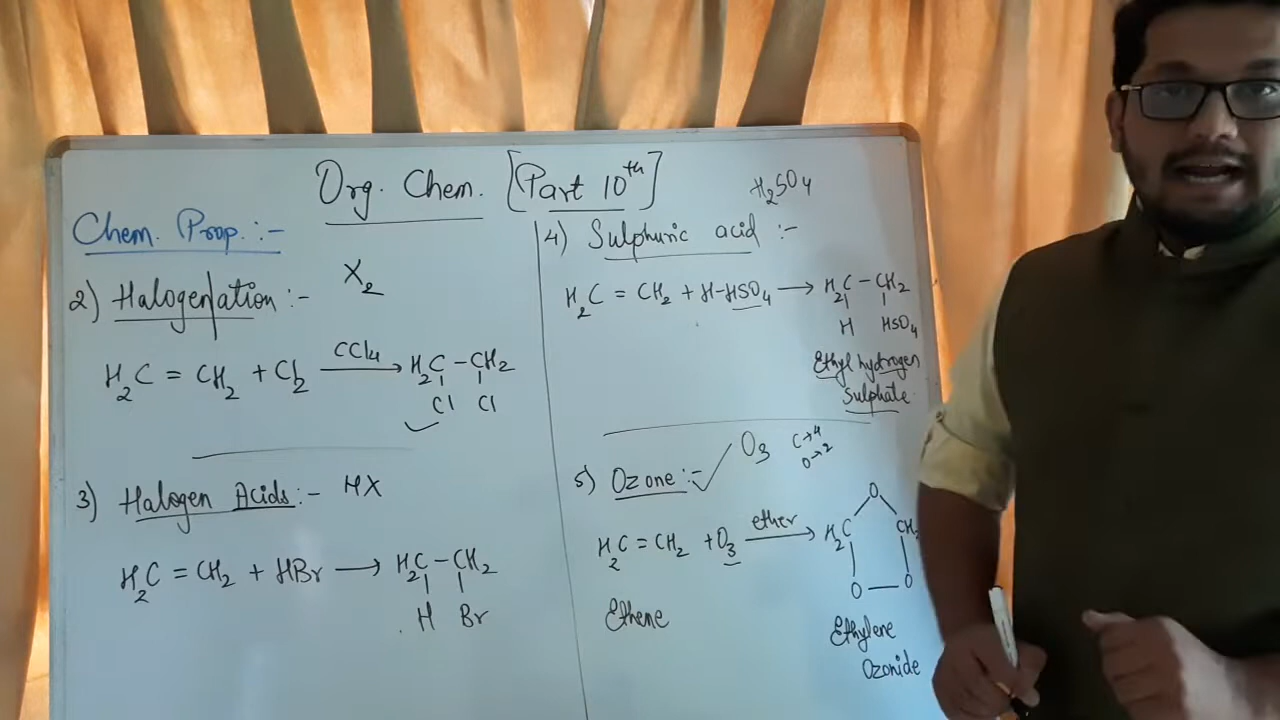 Org. Chem. [Part 10th]
Chem. Prop. :-
2) Halogenation :- X2
H2C = CH2 + Cl2 —CCl4→ H2C - CH2
Cl Cl
3) Halogen Acids :- HX
H2C = CH2 + HBr → H2C - CH2
H Br
H2SO4
4) Sulphuric acid :-
H2C = CH2 + H-HSO4 → H2C - CH2
H HSO4
Ethyl hydrogen
Sulphate
5) Ozone :- O3
C→4
O→2
H2C = CH2 + O3 —ether→
O
H2C CH2
O — O
Ethene
Ethylene
Ozonide